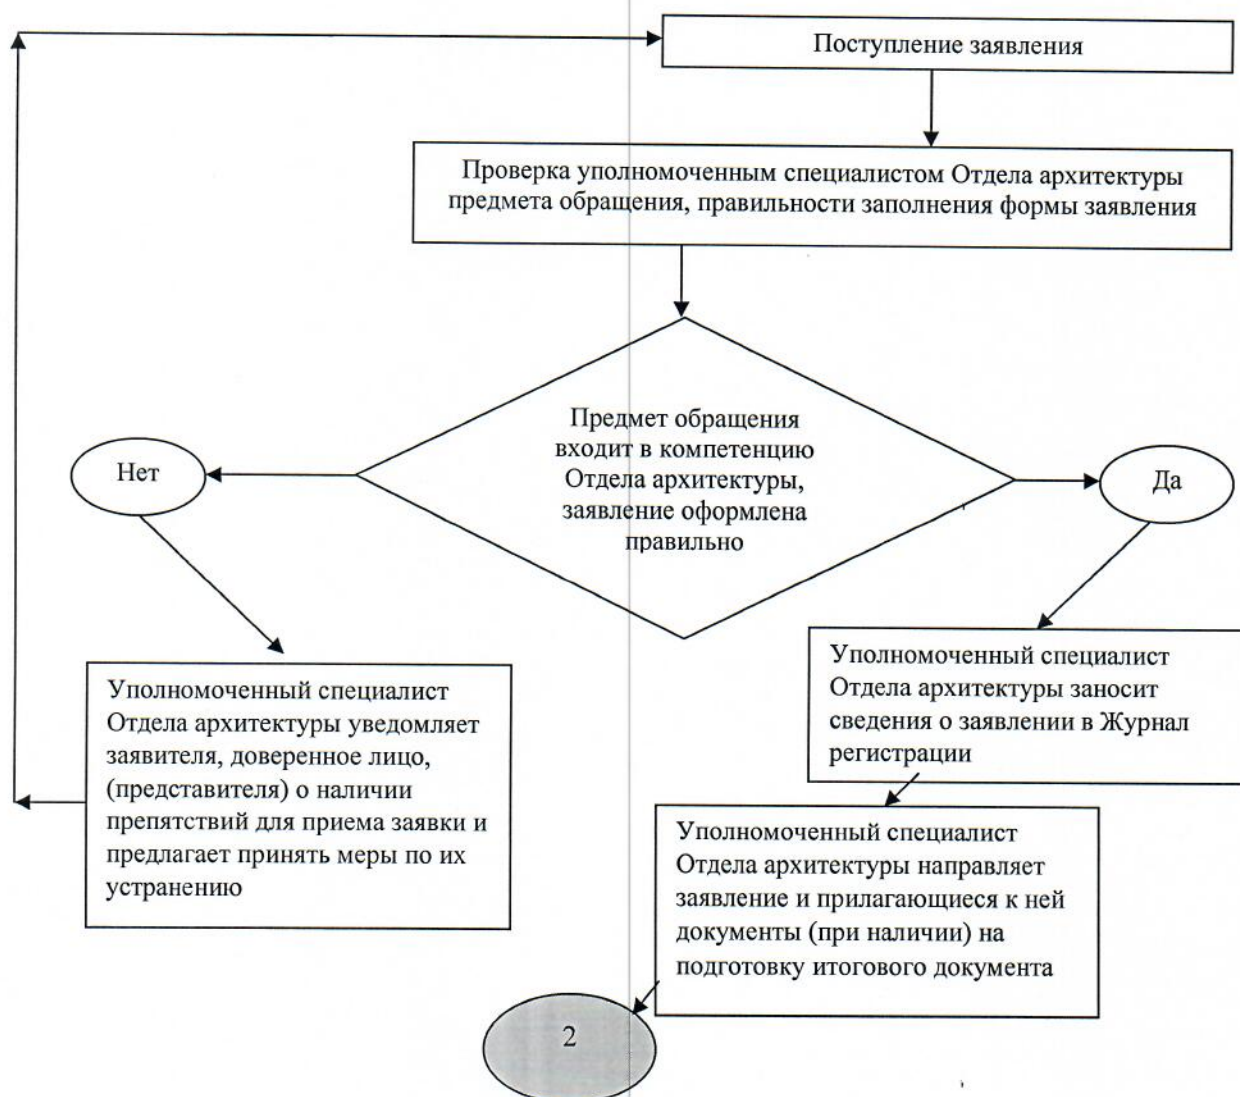 Поступление заявления
Проверка уполномоченным специалистом Отдела архитектуры
предмета обращения, правильности заполнения формы заявления
Предмет обращения
входит в компетенцию
Отдела архитектуры,
заявление оформлена
правильно
Нет
Да
Уполномоченный специалист
Отдела архитектуры уведомляет
заявителя, доверенное лицо,
(представителя) о наличии
препятствий для приема заявки и
предлагает принять меры по их
устранению
Уполномоченный специалист
Отдела архитектуры заносит
сведения о заявлении в Журнал
регистрации
Уполномоченный специалист
Отдела архитектуры направляет
заявление и прилагающиеся к ней
документы (при наличии) на
подготовку итогового документа
2